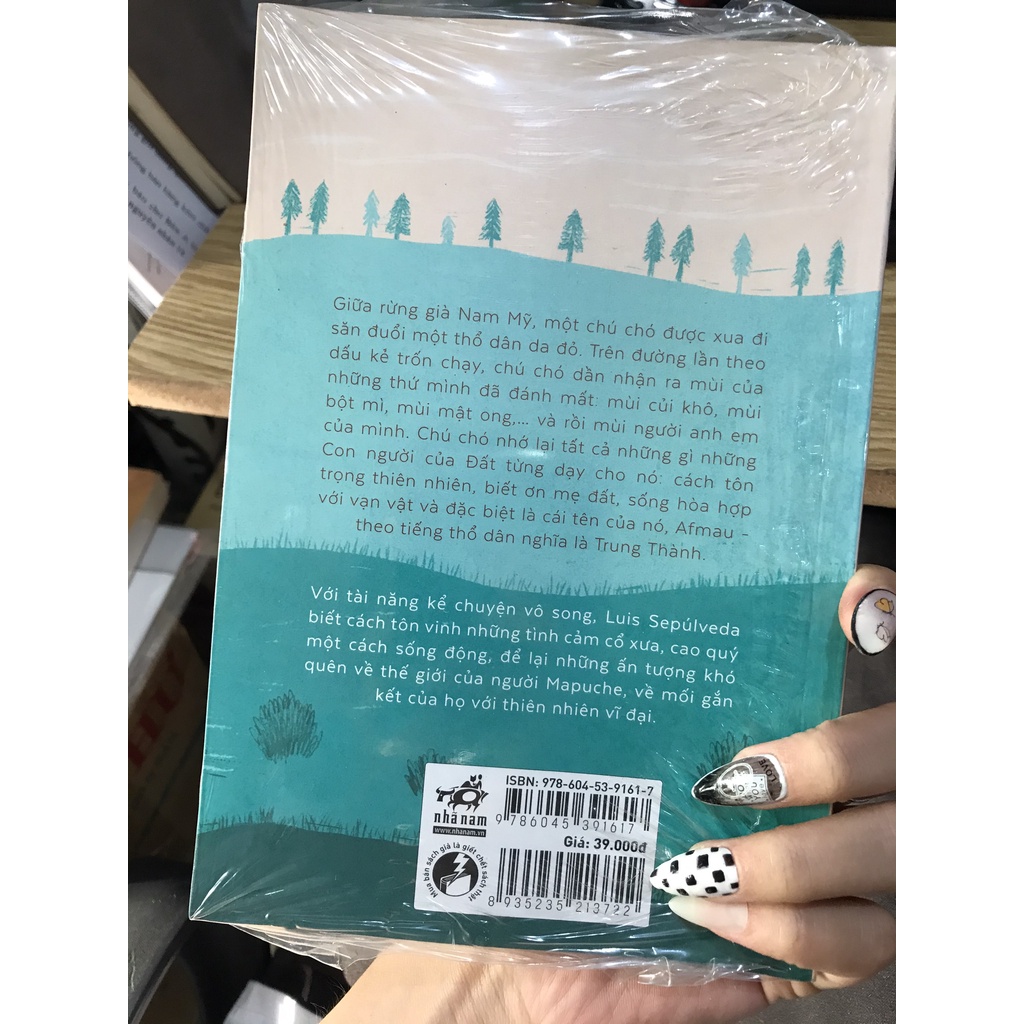 Giữa rừng già Nam Mỹ, một chú chó được xua đi
săn đuổi một thổ dân da đỏ. Trên đường lần theo
dấu kẻ trốn chạy, chú chó dần nhận ra mùi của
những thứ mình đã đánh mất: mùi củi khô, mùi
bột mì, mùi mật ong,... và rồi mùi người anh em
của mình. Chú chó nhớ lại tất cả những gì những
Con người của Đất từng dạy cho nó: cách tôn
trọng thiên nhiên, biết ơn mẹ đất, sống hòa hợp
với vạn vật và đặc biệt là cái tên của nó, Afmau -
theo tiếng thổ dân nghĩa là Trung Thành.
Với tài năng kể chuyện vô song, Luis Sepúlveda
biết cách tôn vinh những tình cảm cổ xưa, cao quý
một cách sống động, để lại những ấn tượng khó
quên về thế giới của người Mapuche, về mối gắn
kết của họ với thiên nhiên vĩ đại.
nhã nam
www.nhanam.vn
Mua bán sách giả là giết chết sách thật
ISBN: 978-604-53-9161-7
9 786045 391617
Giá: 39.000đ
8 935235 213722
LOVE